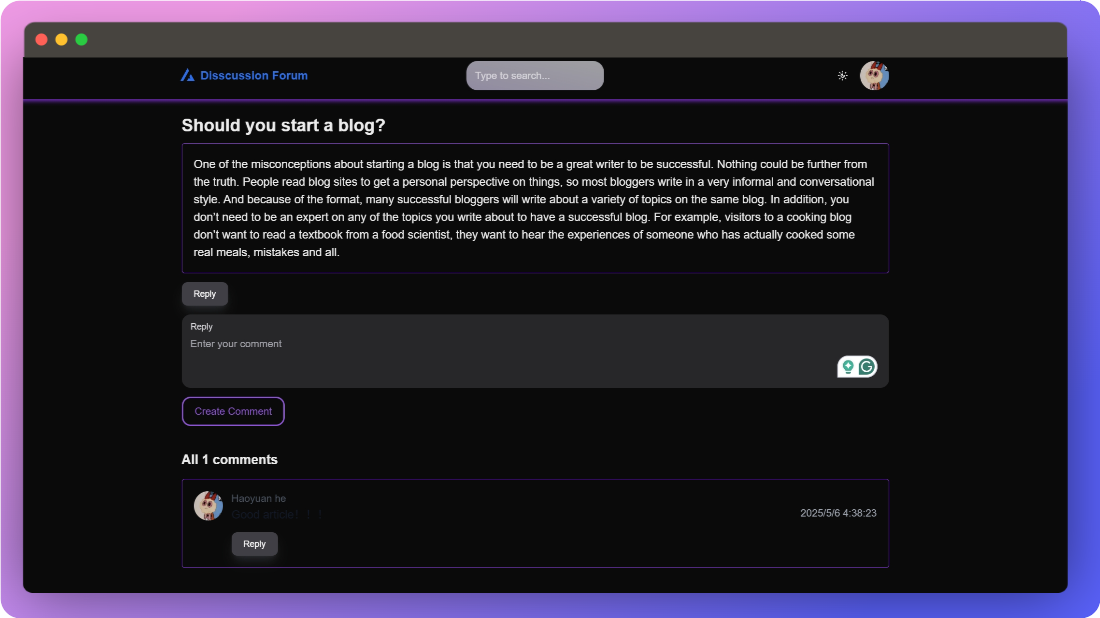 Disscussion Forum
Type to search...
Should you start a blog?
One of the misconceptions about starting a blog is that you need to be a great writer to be successful. Nothing could be further from
the truth. People read blog sites to get a personal perspective on things, so most bloggers write in a very informal and conversational
style. And because of the format, many successful bloggers will write about a variety of topics on the same blog. In addition, you
don't need to be an expert on any of the topics you write about to have a successful blog. For example, visitors to a cooking blog
don't want to read a textbook from a food scientist, they want to hear the experiences of someone who has actually cooked some
real meals, mistakes and all.
Reply
Reply
Enter your comment
Create Comment
All 1 comments
Haoyuan he
2025/5/6 4:38:23
Good article！！！
Reply